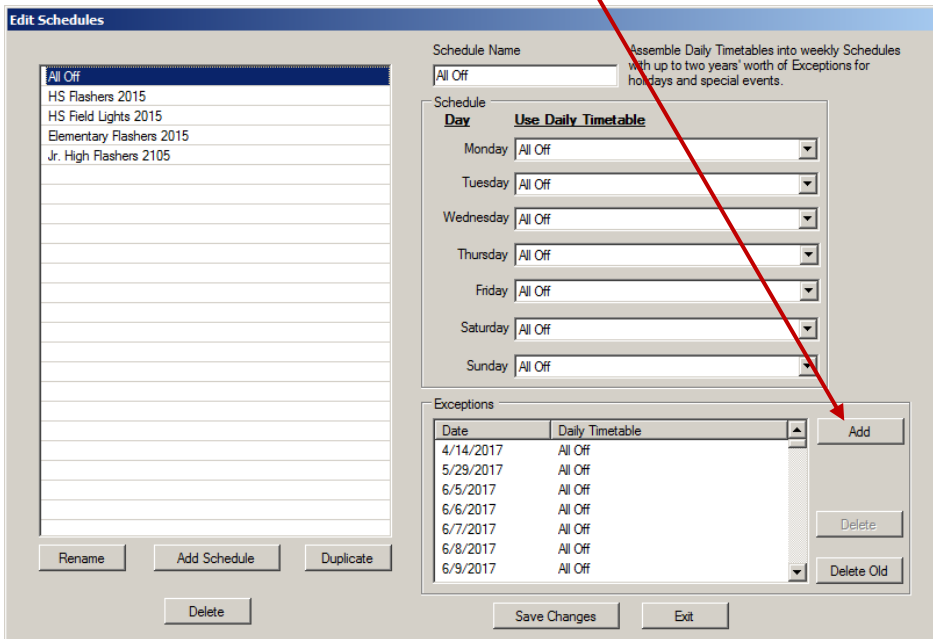 Edit Schedules
All Off
HS Flashers 2015
HS Field Lights 2015
Elementary Flashers 2015
Jr. High Flashers 2105
Rename
Add Schedule
Duplicate
Delete
Schedule Name
All Off
Assemble Daily Timetables into weekly Schedules
with up to two years' worth of Exceptions for
holidays and special events.
Schedule
Day Use Daily Timetable
Monday All Off
Tuesday All Off
Wednesday All Off
Thursday All Off
Friday All Off
Saturday All Off
Sunday All Off
Exceptions
Date Daily Timetable
4/14/2017 All Off
5/29/2017 All Off
6/5/2017 All Off
6/6/2017 All Off
6/7/2017 All Off
6/8/2017 All Off
6/9/2017 All Off
Add
Delete
Delete Old
Save Changes
Exit